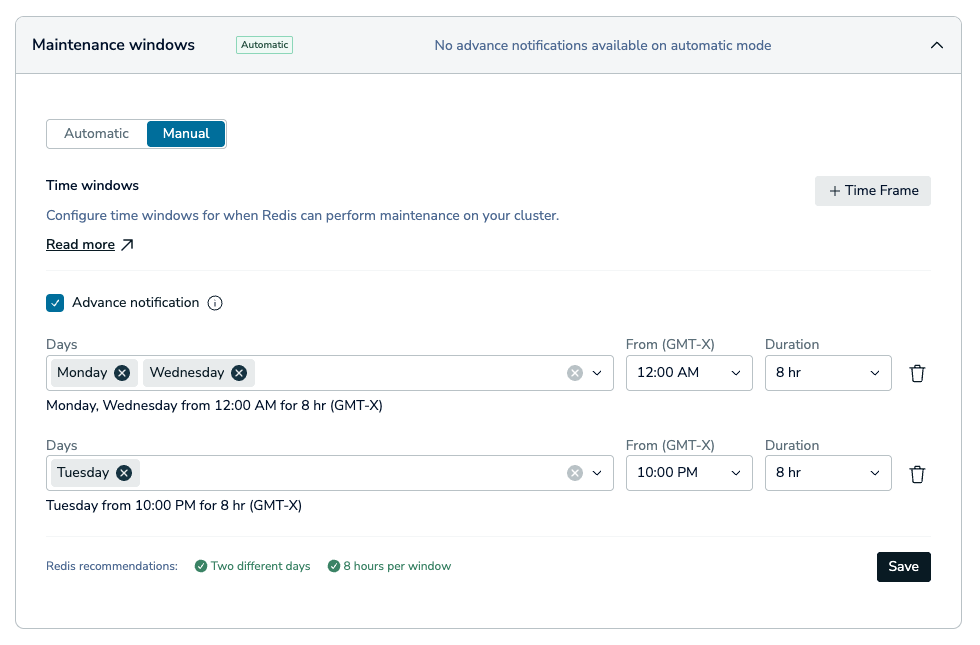 Maintenance windows Automatic No advance notifications available on automatic mode
Automatic Manual
Time windows
+ Time Frame
Configure time windows for when Redis can perform maintenance on your cluster.
Read more
Advance notification
Days From (GMT-X) Duration
Monday Wednesday 12:00 AM 8 hr
Monday, Wednesday from 12:00 AM for 8 hr (GMT-X)
Days From (GMT-X) Duration
Tuesday 10:00 PM 8 hr
Tuesday from 10:00 PM for 8 hr (GMT-X)
Redis recommendations: Two different days 8 hours per window Save